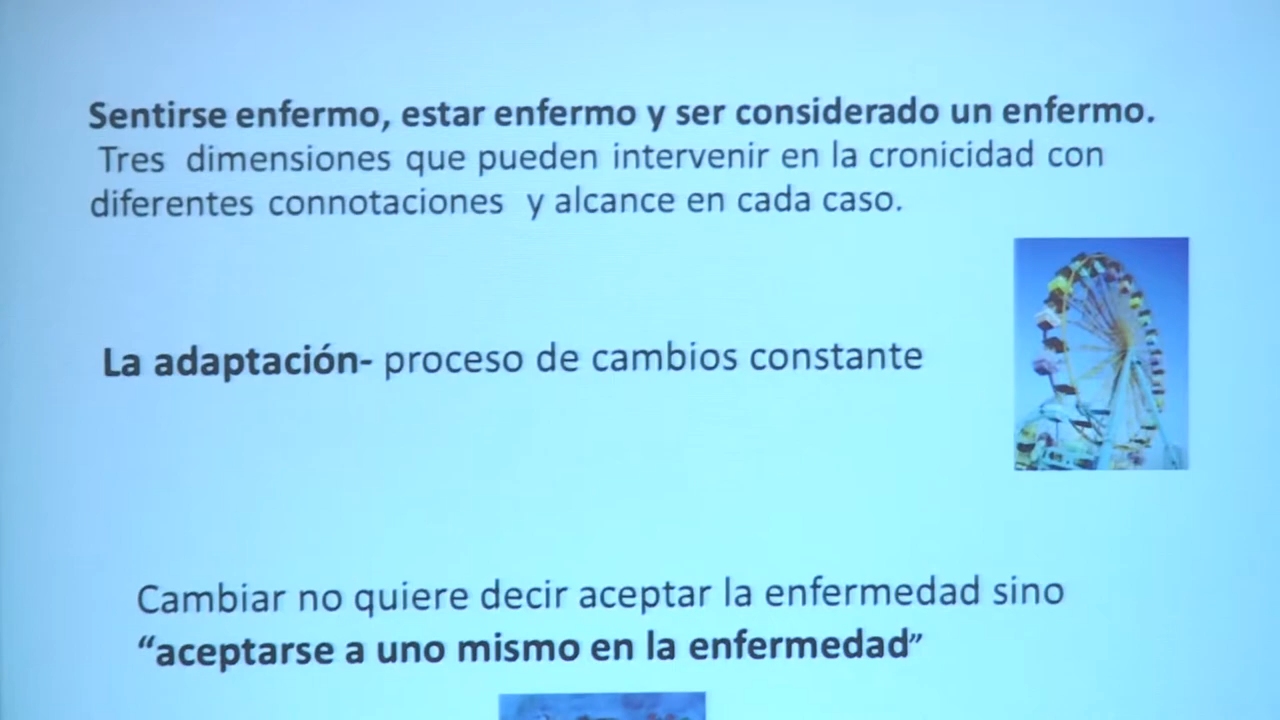 Sentirse enfermo, estar enfermo y ser considerado un enfermo.
Tres dimensiones que pueden intervenir en la cronicidad con
diferentes connotaciones y alcance en cada caso.
La adaptación- proceso de cambios constante
Cambiar no quiere decir aceptar la enfermedad sino
“aceptarse a uno mismo en la enfermedad”